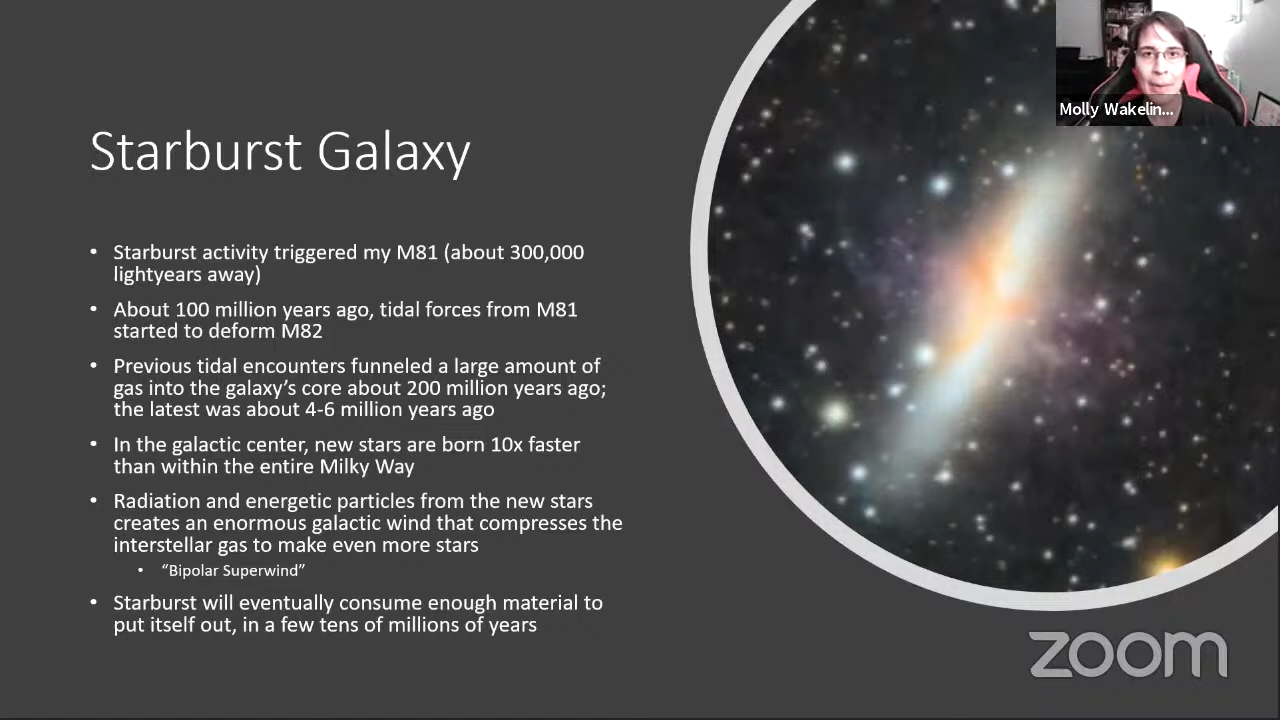 Molly Wakelin...
Starburst Galaxy
• Starburst activity triggered my M81 (about 300,000
lightyears away)
• About 100 million years ago, tidal forces from M81
started to deform M82
• Previous tidal encounters funneled a large amount of
gas into the galaxy’s core about 200 million years ago;
the latest was about 4-6 million years ago
• In the galactic center, new stars are born 10x faster
than within the entire Milky Way
• Radiation and energetic particles from the new stars
creates an enormous galactic wind that compresses the
interstellar gas to make even more stars
• “Bipolar Superwind”
• Starburst will eventually consume enough material to
put itself out, in a few tens of millions of years
zoom